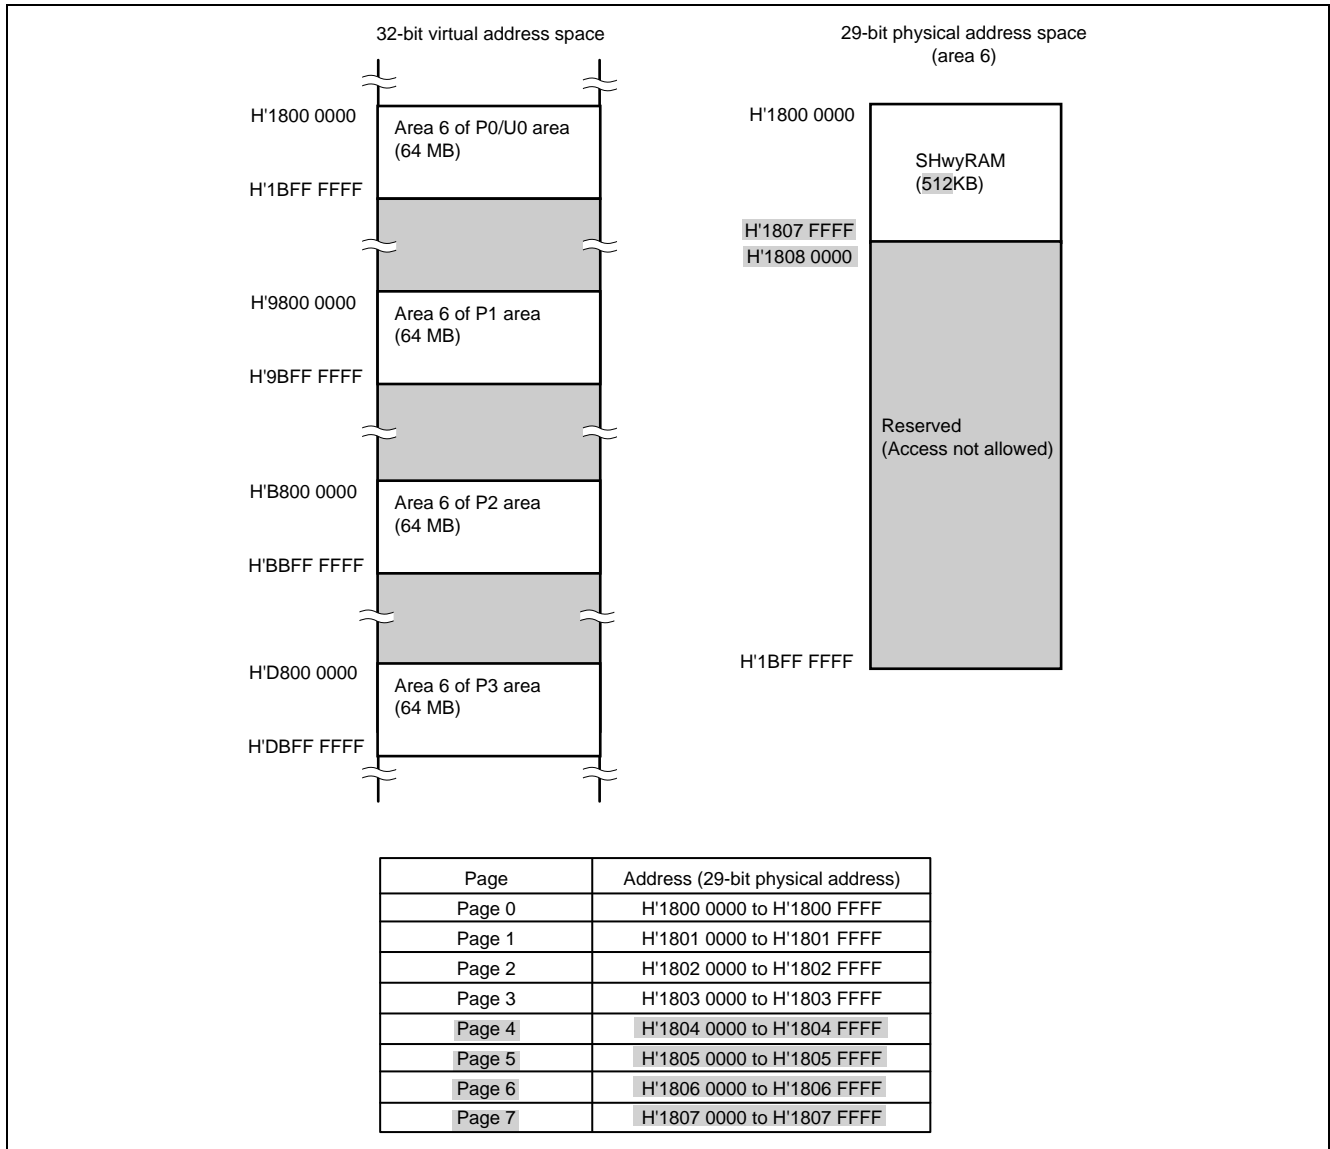 32-bit virtual address space
H'1800 0000
Area 6 of P0/U0 area
(64 MB)
H'1BFF FFFF
H'9800 0000
Area 6 of P1 area
(64 MB)
H'9BFF FFFF
H'B800 0000
Area 6 of P2 area
(64 MB)
H'BBFF FFFF
H'D800 0000
Area 6 of P3 area
(64 MB)
H'DBFF FFFF
29-bit physical address space
(area 6)
H'1800 0000
SHwyRAM
(512KB)
H'1807 FFFF
H'1808 0000
Reserved
(Access not allowed)
H'1BFF FFFF
Page Address (29-bit physical address)
Page 0 H'1800 0000 to H'1800 FFFF
Page 1 H'1801 0000 to H'1801 FFFF
Page 2 H'1802 0000 to H'1802 FFFF
Page 3 H'1803 0000 to H'1803 FFFF
Page 4 H'1804 0000 to H'1804 FFFF
Page 5 H'1805 0000 to H'1805 FFFF
Page 6 H'1806 0000 to H'1806 FFFF
Page 7 H'1807 0000 to H'1807 FFFF